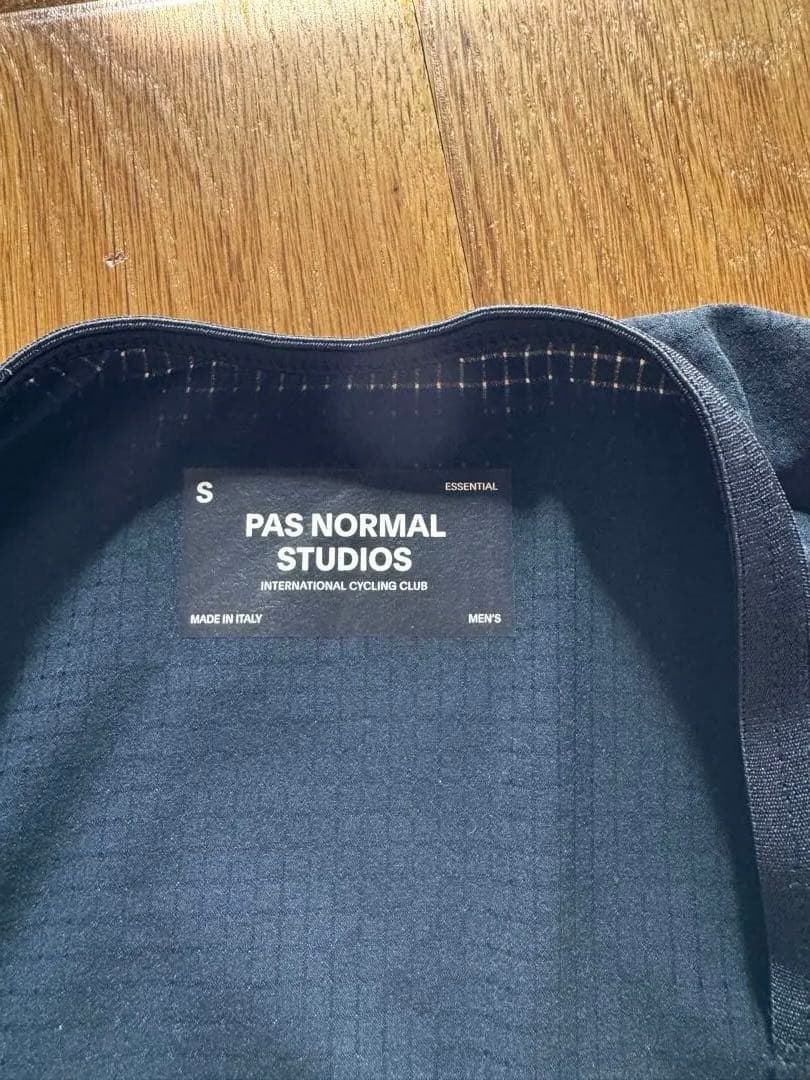 S
ESSENTIAL
PAS NORMAL
STUDIOS
INTERNATIONAL CYCLING CLUB
MADE IN ITALY
MEN'S